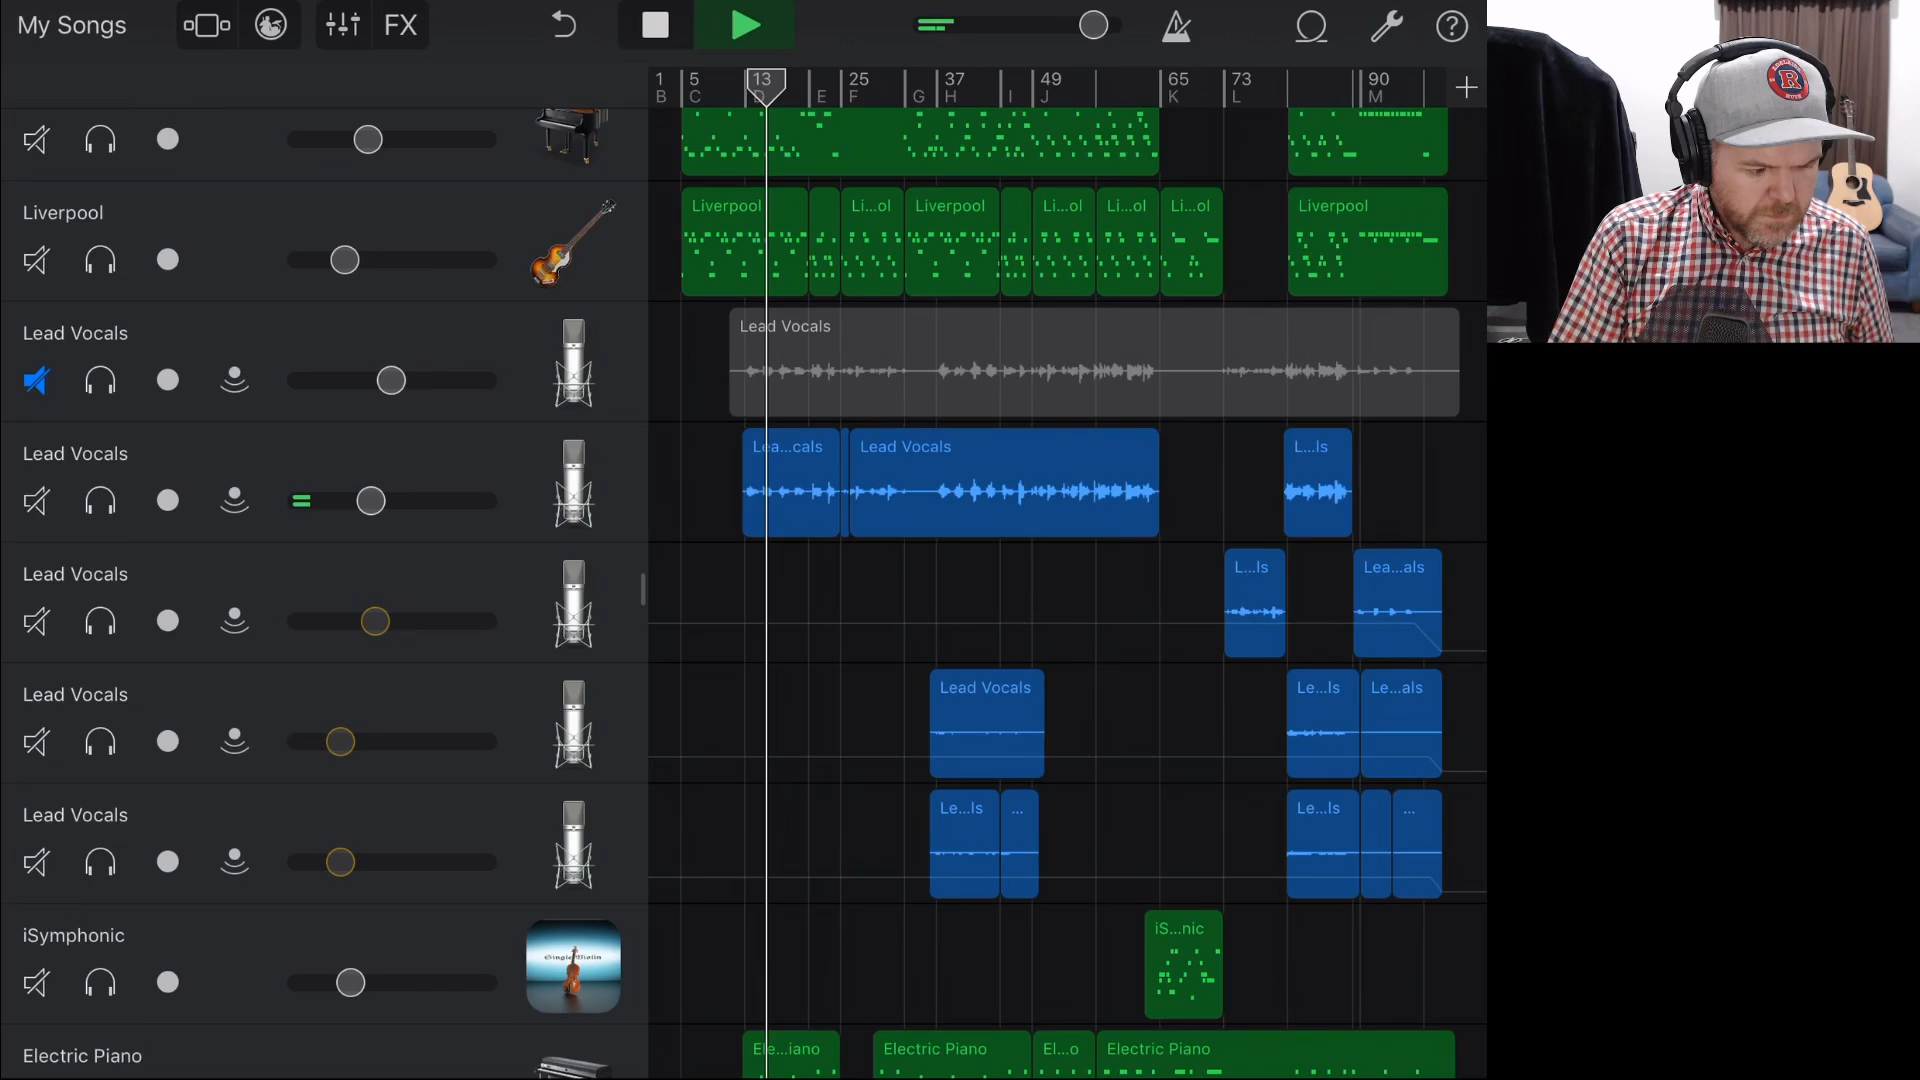 My Songs
FX
1 5 13 25 37 49 65 73 90
B C D E F G H I J K L M
Liverpool
Liverpool Li...ol Liverpool Li...ol Li...ol Li...ol Liverpool
Lead Vocals
Lead Vocals
Lead Vocals
Lea...cals Lead Vocals L...ls
Lead Vocals
L...ls Lea...als
Lead Vocals
Lead Vocals Le...ls Le...als
Lead Vocals
Le...ls ... Le...ls ...
iSymphonic
iS...nic
Single Violin
Electric Piano
Ele...iano Electric Piano El...o Electric Piano
R